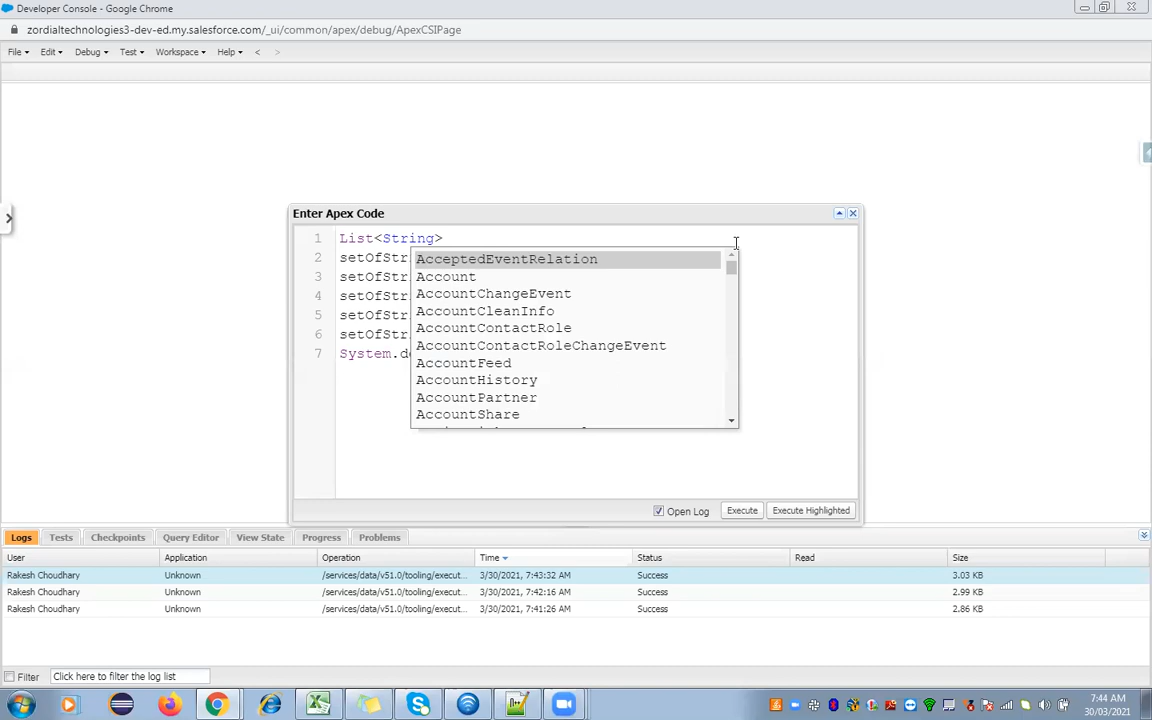 Developer Console - Google Chrome
zordialtechnologies3-dev-ed.my.salesforce.com/_ui/common/apex/debug/ApexCSIPage
File Edit Debug Test Workspace Help < >
Enter Apex Code
1 List<String>
2 setOfStr
3 setOfStr
4 setOfStr
5 setOfStr
6 setOfStr
7 System.de
AcceptedEventRelation
Account
AccountChangeEvent
AccountCleanInfo
AccountContactRole
AccountContactRoleChangeEvent
AccountFeed
AccountHistory
AccountPartner
AccountShare
Open Log Execute Execute Highlighted
Logs Tests Checkpoints Query Editor View State Progress Problems
User Application Operation Time Status Read Size
Rakesh Choudhary Unknown /services/data/v51.0/tooling/execut... 3/30/2021, 7:43:32 AM Success 3.03 KB
Rakesh Choudhary Unknown /services/data/v51.0/tooling/execut... 3/30/2021, 7:42:16 AM Success 2.99 KB
Rakesh Choudhary Unknown /services/data/v51.0/tooling/execut... 3/30/2021, 7:41:26 AM Success 2.86 KB
Filter Click here to filter the log list
7:44 AM
30/03/2021